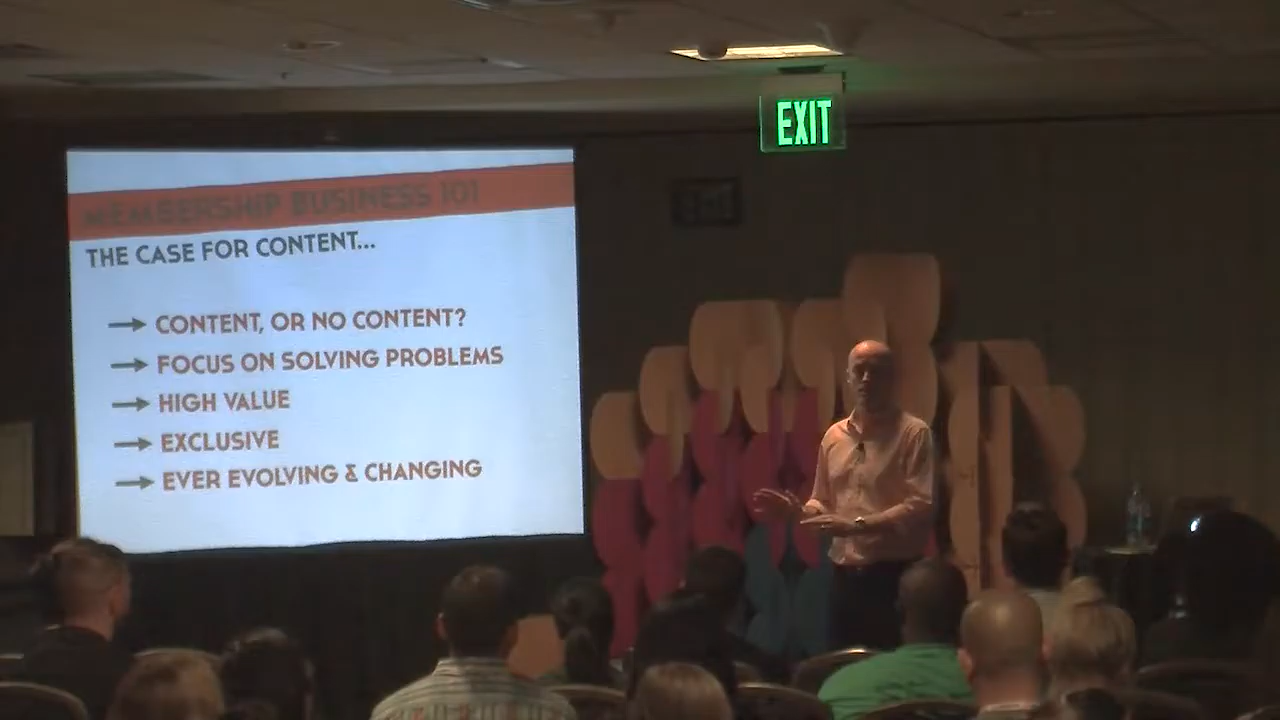 EXIT
MEMBERSHIP BUSINESS 101
THE CASE FOR CONTENT...
→ CONTENT, OR NO CONTENT?
→ FOCUS ON SOLVING PROBLEMS
→ HIGH VALUE
→ EXCLUSIVE
→ EVER EVOLVING & CHANGING